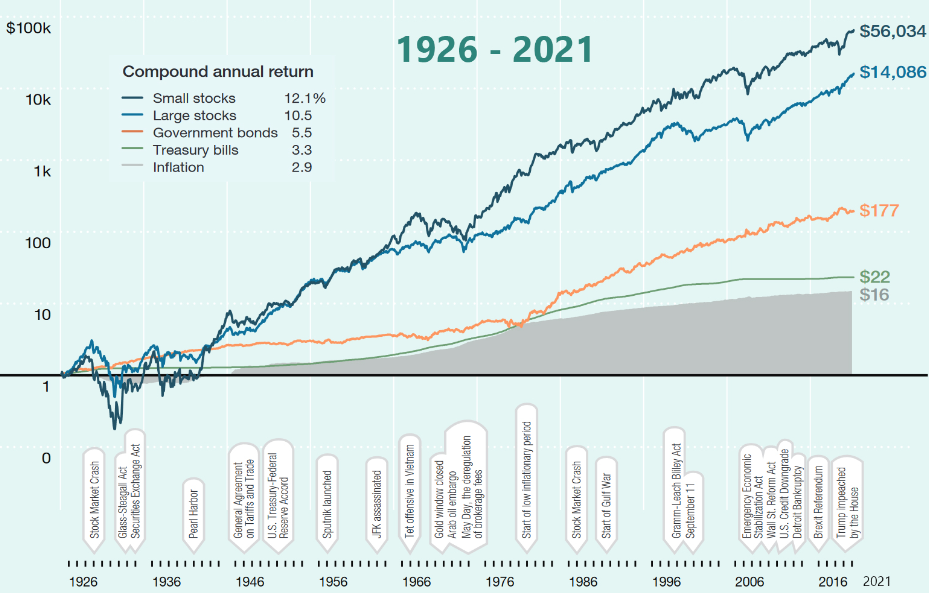 1926 - 2021
$100k
10k
1k
100
10
1
0
Compound annual return
Small stocks 12.1%
Large stocks 10.5
Government bonds 5.5
Treasury bills 3.3
Inflation 2.9
$56,034
$14,086
$177
$22
$16
Stock Market Crash
Glass-Steagall Act
Securities Exchange Act
Pearl Harbor
General Agreement
on Tariffs and Trade
U.S. Treasury-Federal
Reserve Accord
Sputnik launched
JFK assassinated
Tet offensive in Vietnam
Gold window closed
Arab oil embargo
May Day, the deregulation
of brokerage fees
Start of low inflationary period
Stock Market Crash
Start of Gulf War
Gramm-Leach Bliley Act
September 11
Emergency Economic
Stabilization Act
Wall St. Reform Act
U.S. Credit Downgrade
Detroit Bankruptcy
Brexit Referendum
Trump impeached
by the House
1926 1936 1946 1956 1966 1976 1986 1996 2006 2016 2021